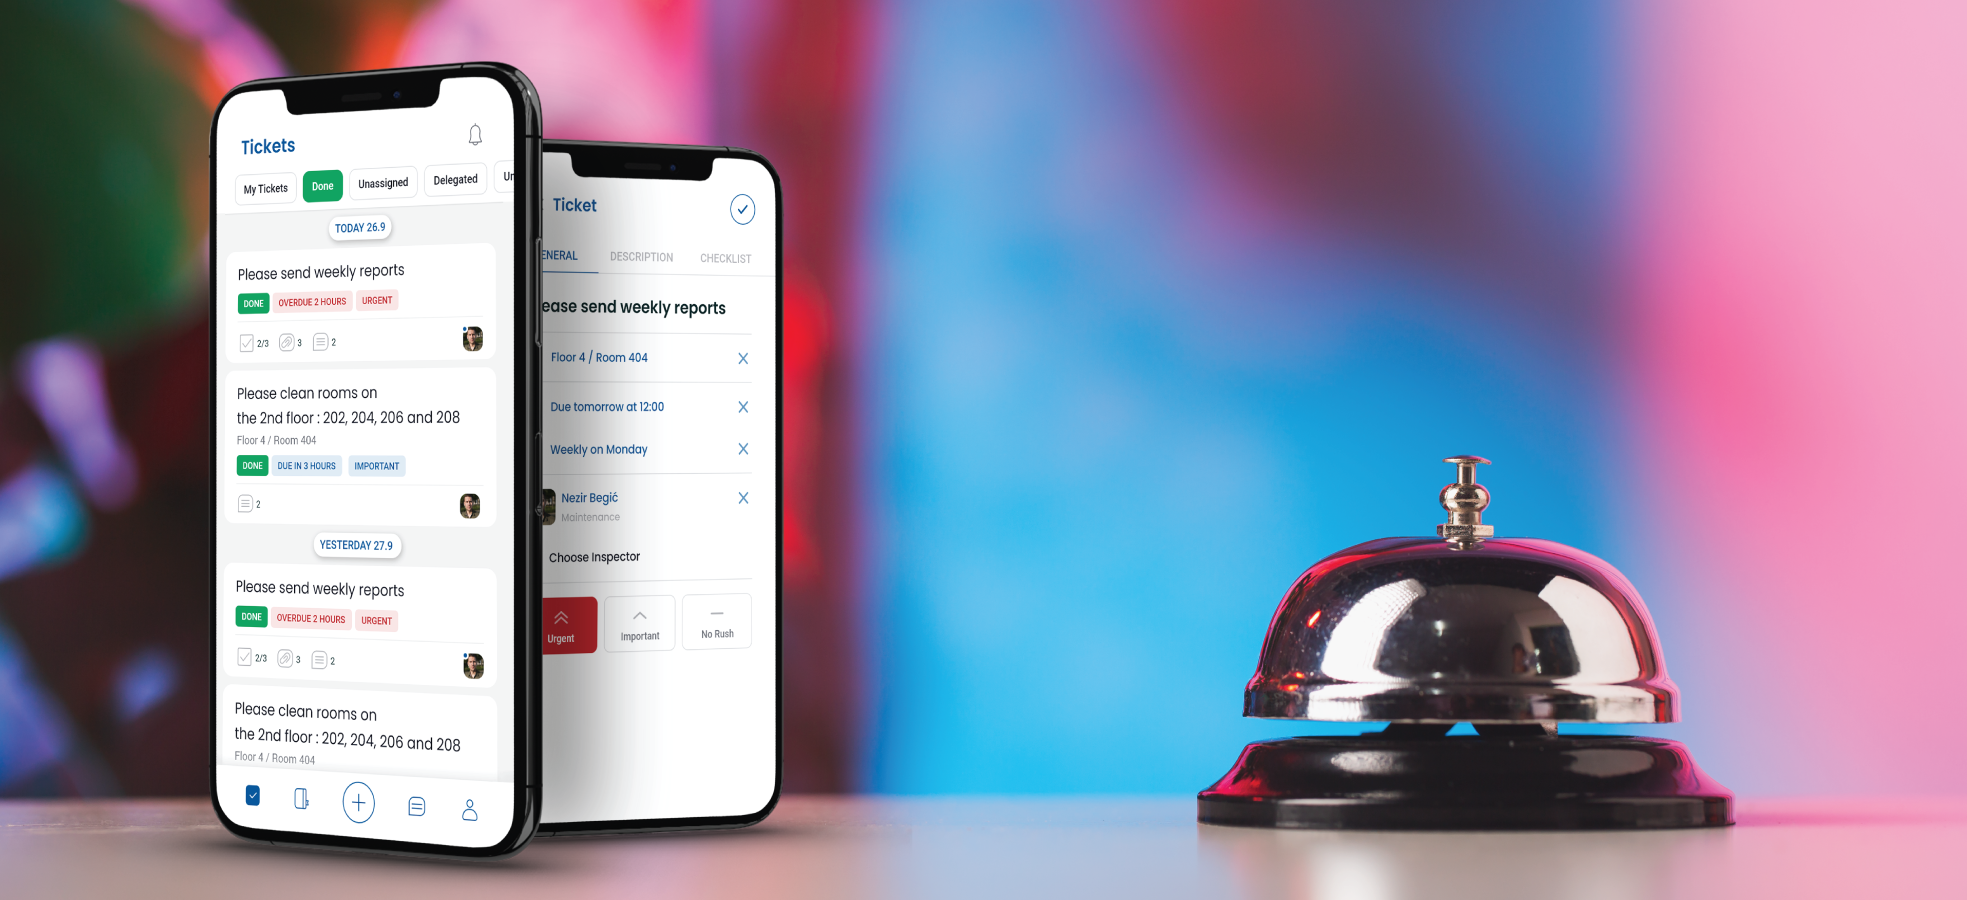 Tickets
My Tickets
Done
Unassigned
Delegated
TODAY 26.9
Please send weekly reports
DONE
OVERDUE 2 HOURS
URGENT
2/3
3
2
Please clean rooms on
the 2nd floor : 202, 204, 206 and 208
Floor 4 / Room 404
DONE
DUE IN 3 HOURS
IMPORTANT
2
YESTERDAY 27.9
Please send weekly reports
DONE
OVERDUE 2 HOURS
URGENT
2/3
3
2
Please clean rooms on
the 2nd floor : 202, 204, 206 and 208
Floor 4 / Room 404
Ticket
DESCRIPTION
CHECKLIST
send weekly reports
Floor 4 / Room 404
Due tomorrow at 12:00
Weekly on Monday
Nezir Begić
Maintenance
Choose Inspector
Urgent
Important
No Rush